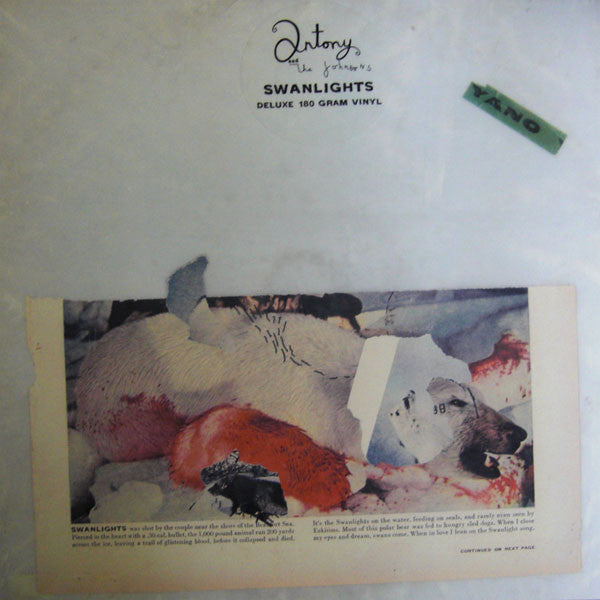 Antony
and
the Johnsons
SWANLIGHTS
DELUXE 180 GRAM VINYL
YANO
SWANLIGHTS was shot by the couple near the shore of the Sea.
Pierced in the heart with a .30-cal. bullet, the 1,000 pound animal ran 200 yards
across the ice, leaving a trail of glistening blood, before it collapsed and died.
It's the Swanlights on the water, feeding on seals, and rarely even seen by
Eskimos. Most of this polar bear was fed to hungry sled dogs. When I close
my eyes and dream, swans come. When in love I lean on the Swanlight song.
CONTINUED ON NEXT PAGE